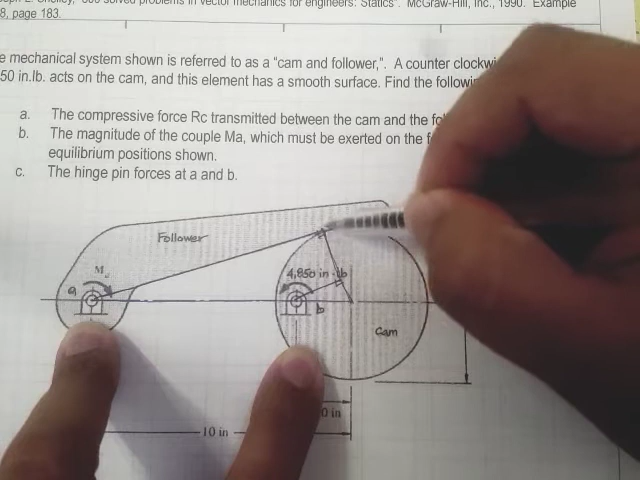 solved problems in vector mechanics for engineers: Statics". McGraw-Hill, Inc., 1990. Example
8, page 183.
e mechanical system shown is referred to as a "cam and follower,". A counter clockwi
50 in.lb. acts on the cam, and this element has a smooth surface. Find the followin
a. The compressive force Rc transmitted between the cam and the fo
b. The magnitude of the couple Ma, which must be exerted on the f
equilibrium positions shown.
c. The hinge pin forces at a and b.
Follower
M
a
4,850 in-lb
b
Cam
0 in
10 in